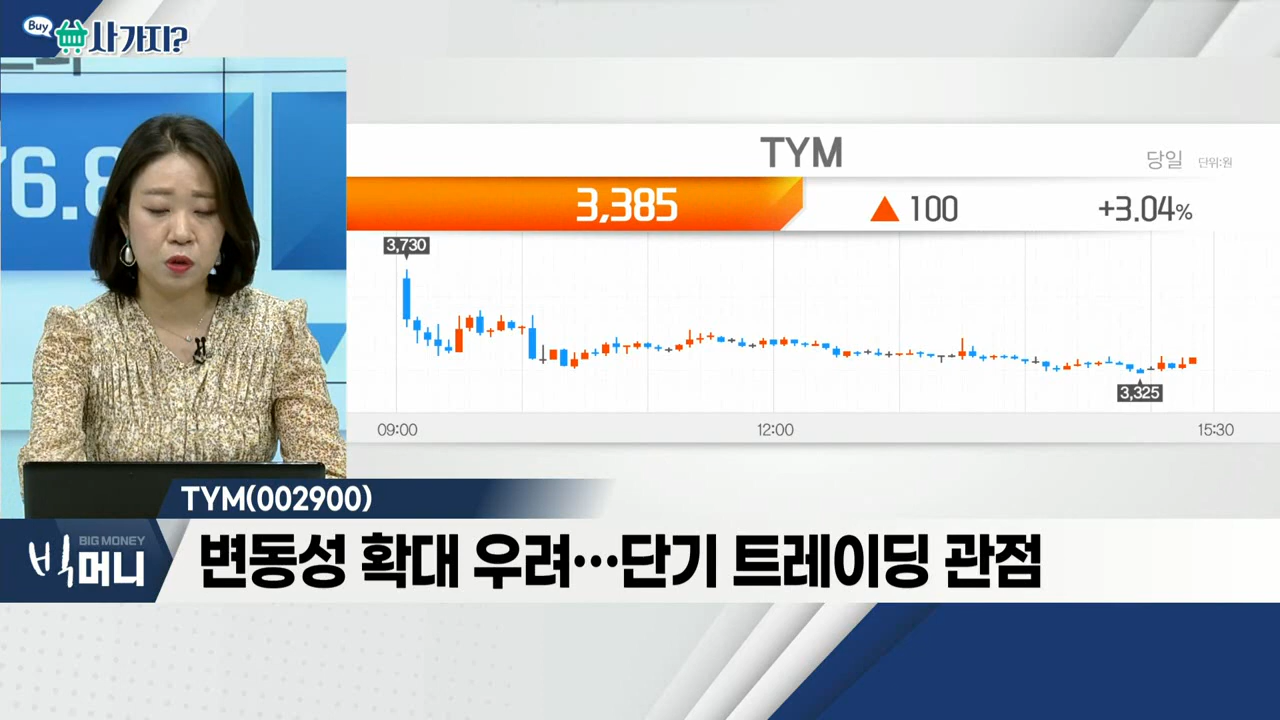 Buy
사가지?
76.8
TYM
당일 단위:원
3,385 ▲ 100 +3.04%
3,730
3,325
09:00 12:00 15:30
TYM(002900)
BIG MONEY
빅머니
변동성 확대 우려…단기 트레이딩 관점